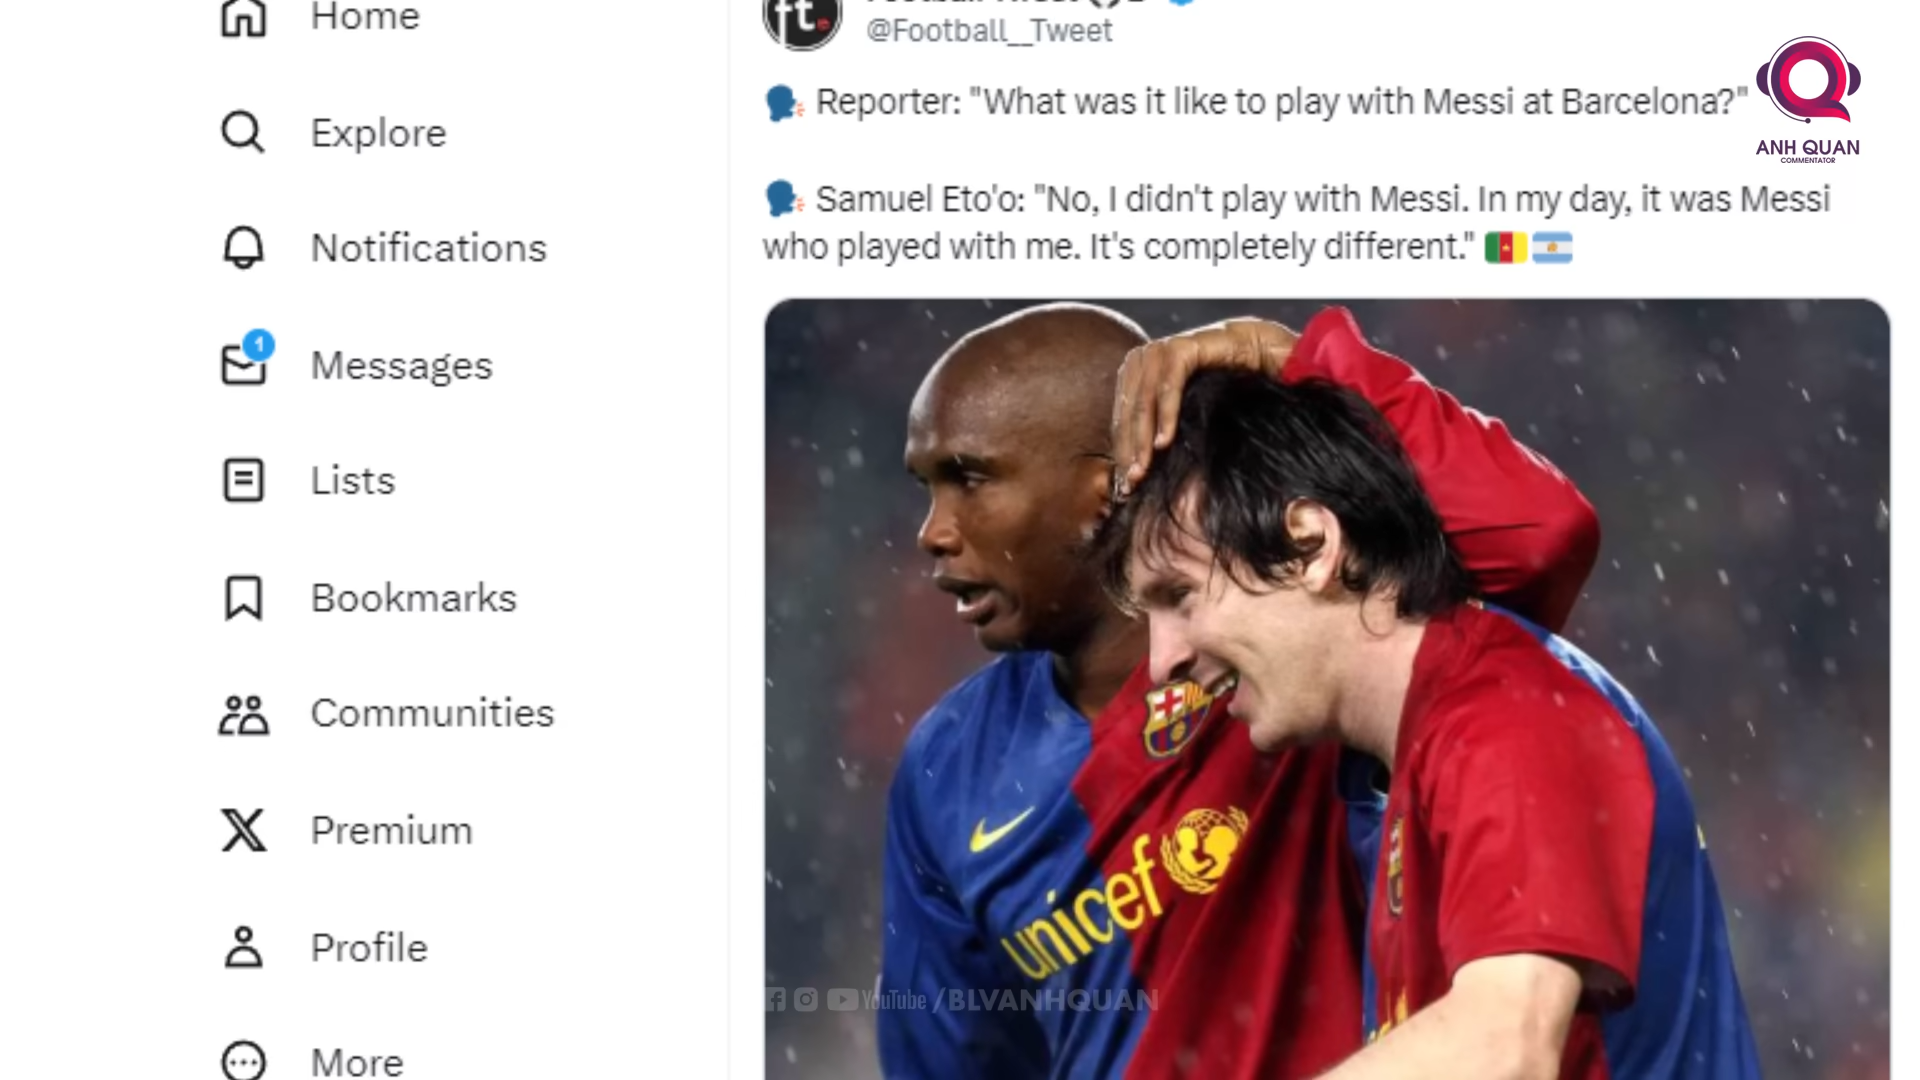 Home
Explore
Notifications
1
Messages
Lists
Bookmarks
Communities
Premium
Profile
More
ft.
@Football__Tweet
Reporter: "What was it like to play with Messi at Barcelona?"
Samuel Eto'o: "No, I didn't play with Messi. In my day, it was Messi
who played with me. It's completely different."
ANH QUAN
COMMENTATOR
unicef
YouTube /BLVANHQUAN